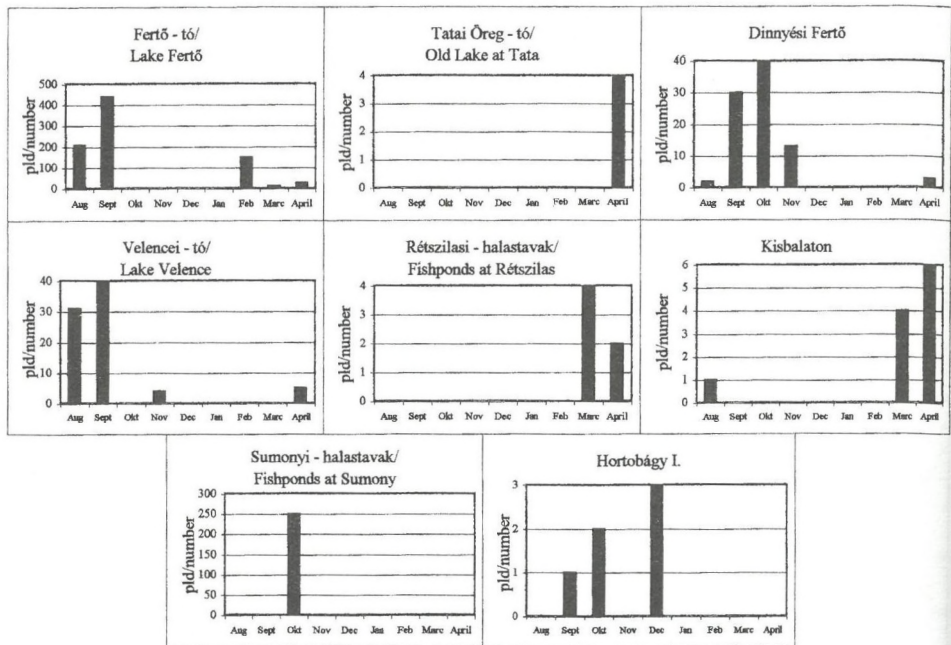 Fertő - tó/
Lake Fertő
pld/number
500
400
300
200
100
0
Aug Sept Okt Nov Dec Jan Feb Marc April
Tatai Öreg - tó/
Old Lake at Tata
pld/number
4
3
2
1
0
Aug Sept Okt Nov Dec Jan Feb Marc April
Dinnyési Fertő
pld/number
40
30
20
10
0
Aug Sept Okt Nov Dec Jan Feb Marc April
Velencei - tó/
Lake Velence
pld/number
40
30
20
10
0
Aug Sept Okt Nov Dec Jan Feb Marc April
Rétszilasi - halastavak/
Fishponds at Rétszilas
pld/number
4
3
2
1
0
Aug Sept Okt Nov Dec Jan Feb Marc April
Kisbalaton
pld/number
6
5
4
3
2
1
0
Aug Sept Okt Nov Dec Jan Feb Marc April
Sumonyi - halastavak/
Fishponds at Sumony
pld/number
300
250
200
150
100
50
0
Aug Sept Okt Nov Dec Jan Feb Marc April
Hortobágy I.
pld/number
3
2
1
0
Aug Sept Okt Nov Dec Jan Feb Marc April